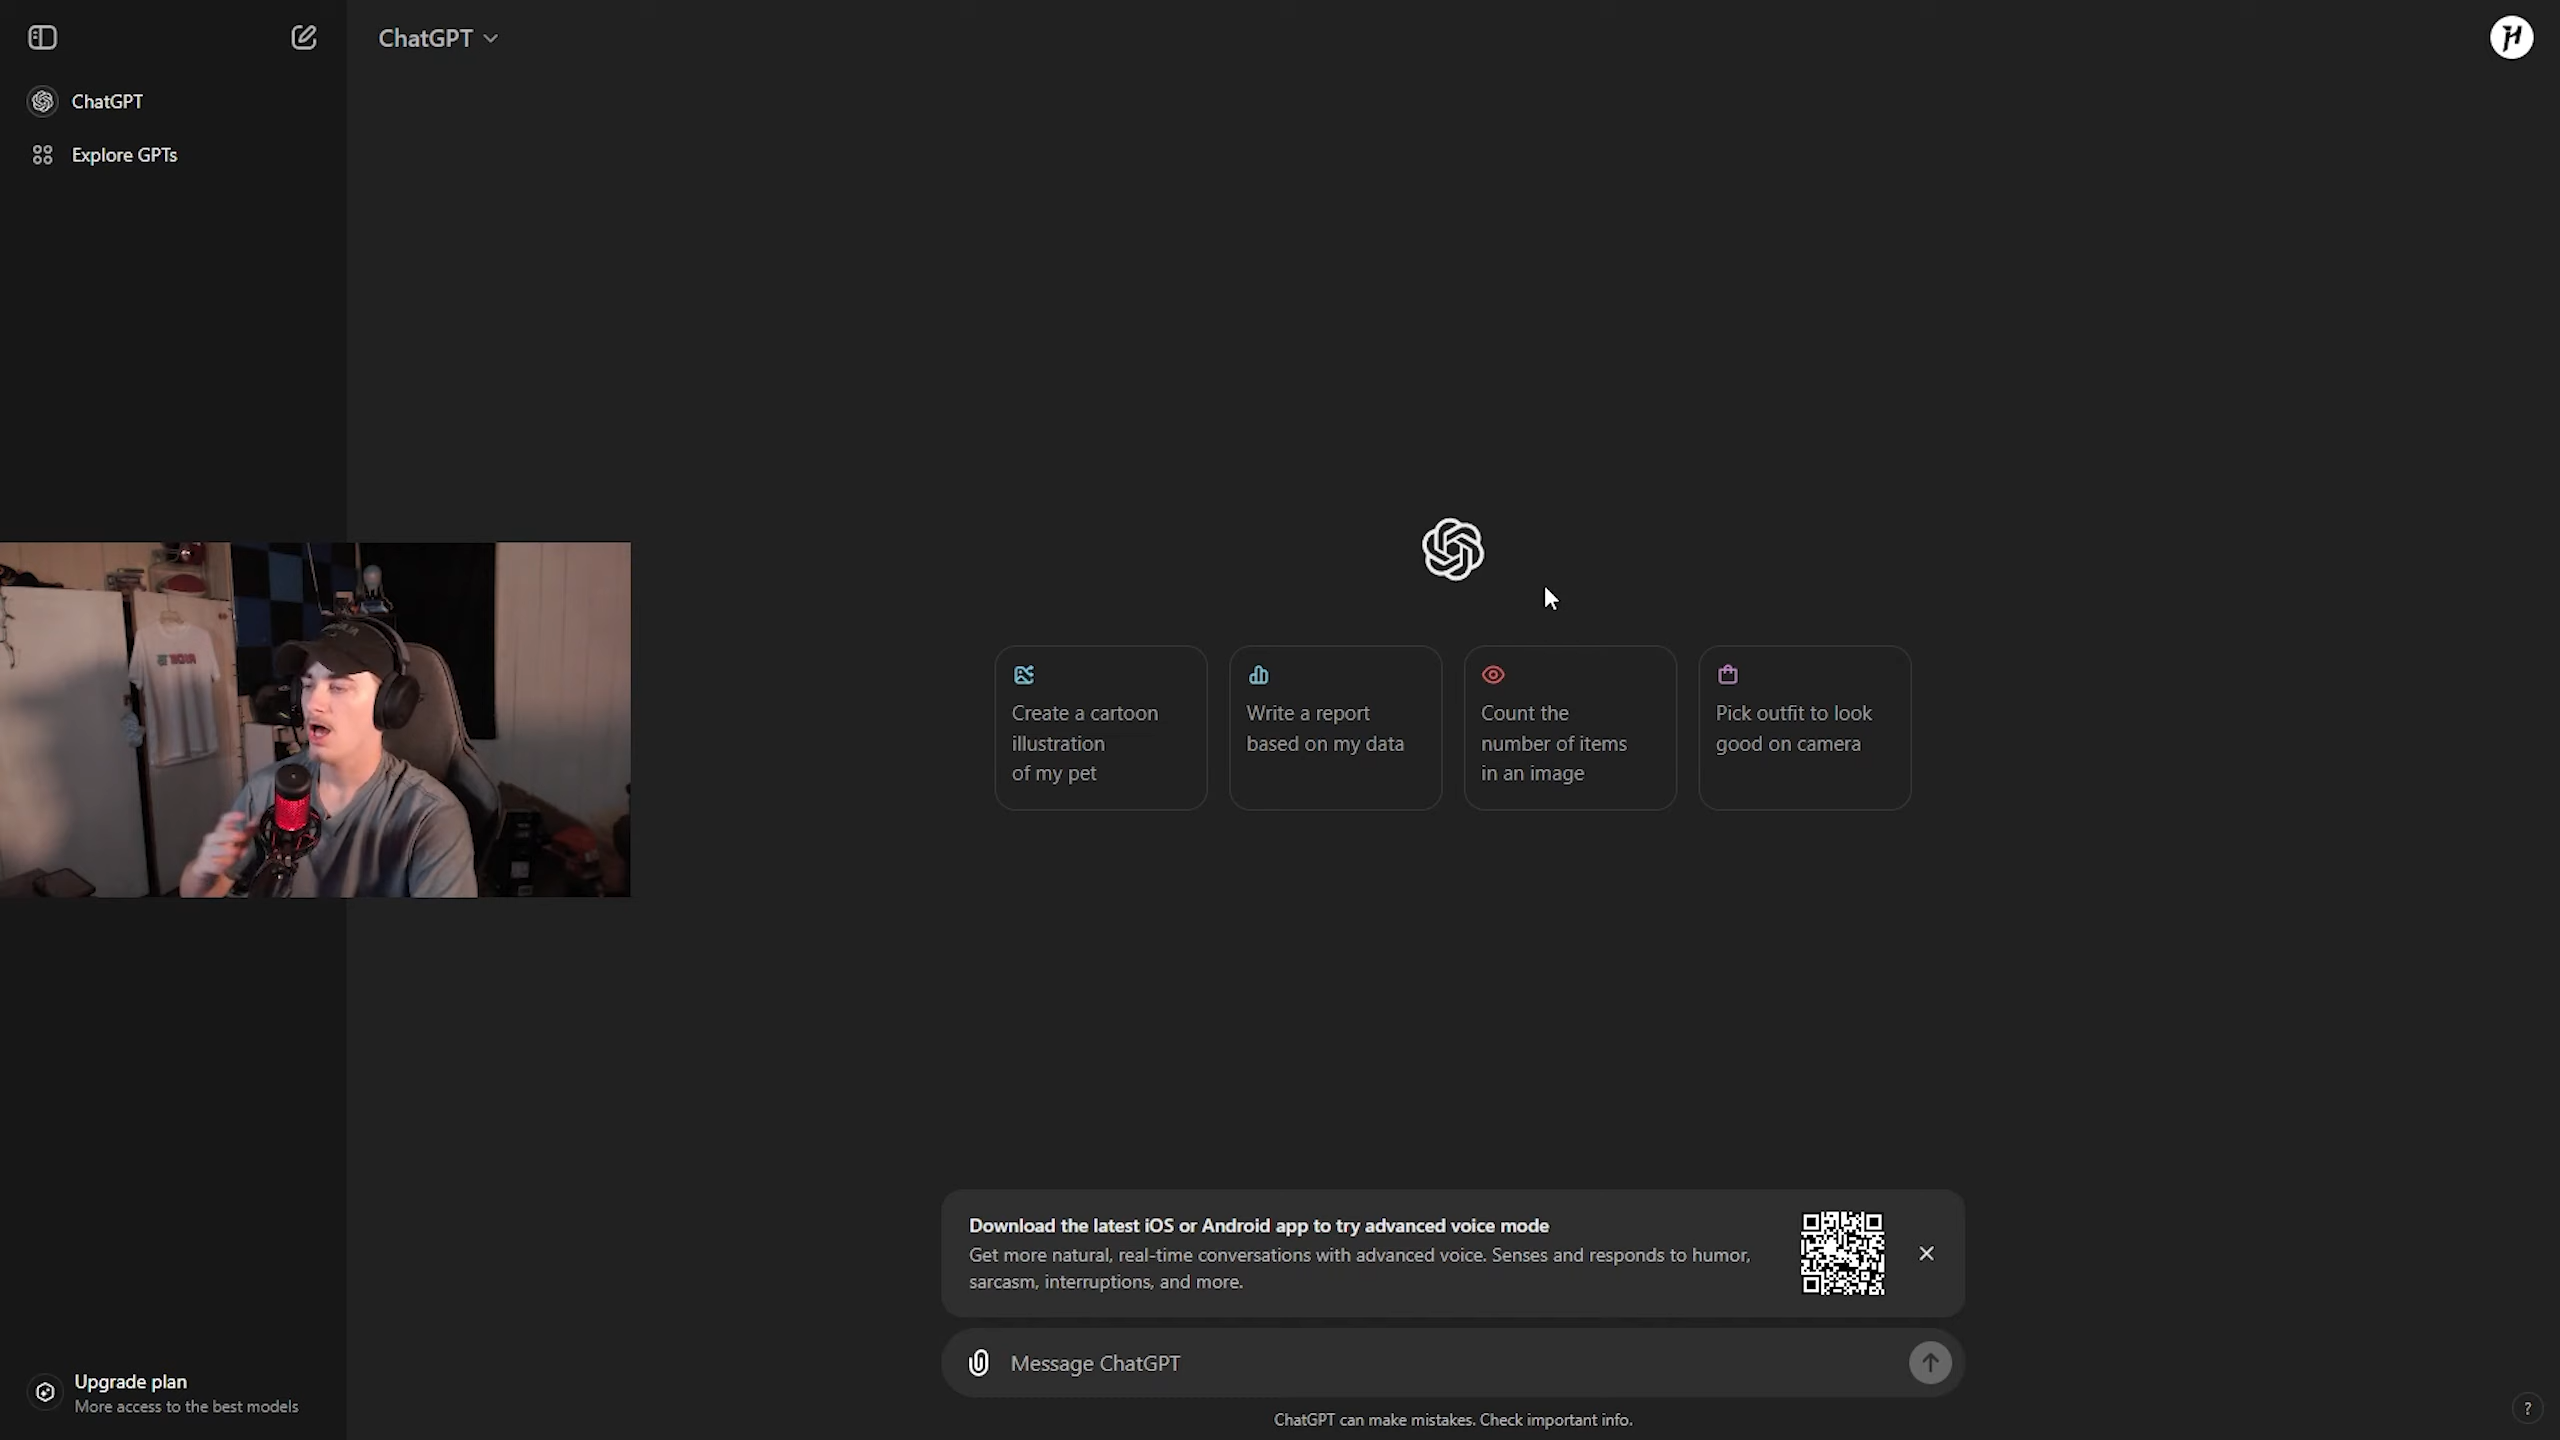 ChatGPT
ChatGPT
Explore GPTs
Create a cartoon
illustration
of my pet
Write a report
based on my data
Count the
number of items
in an image
Pick outfit to look
good on camera
Download the latest iOS or Android app to try advanced voice mode
Get more natural, real-time conversations with advanced voice. Senses and responds to humor,
sarcasm, interruptions, and more.
Message ChatGPT
Upgrade plan
More access to the best models
ChatGPT can make mistakes. Check important info.
?